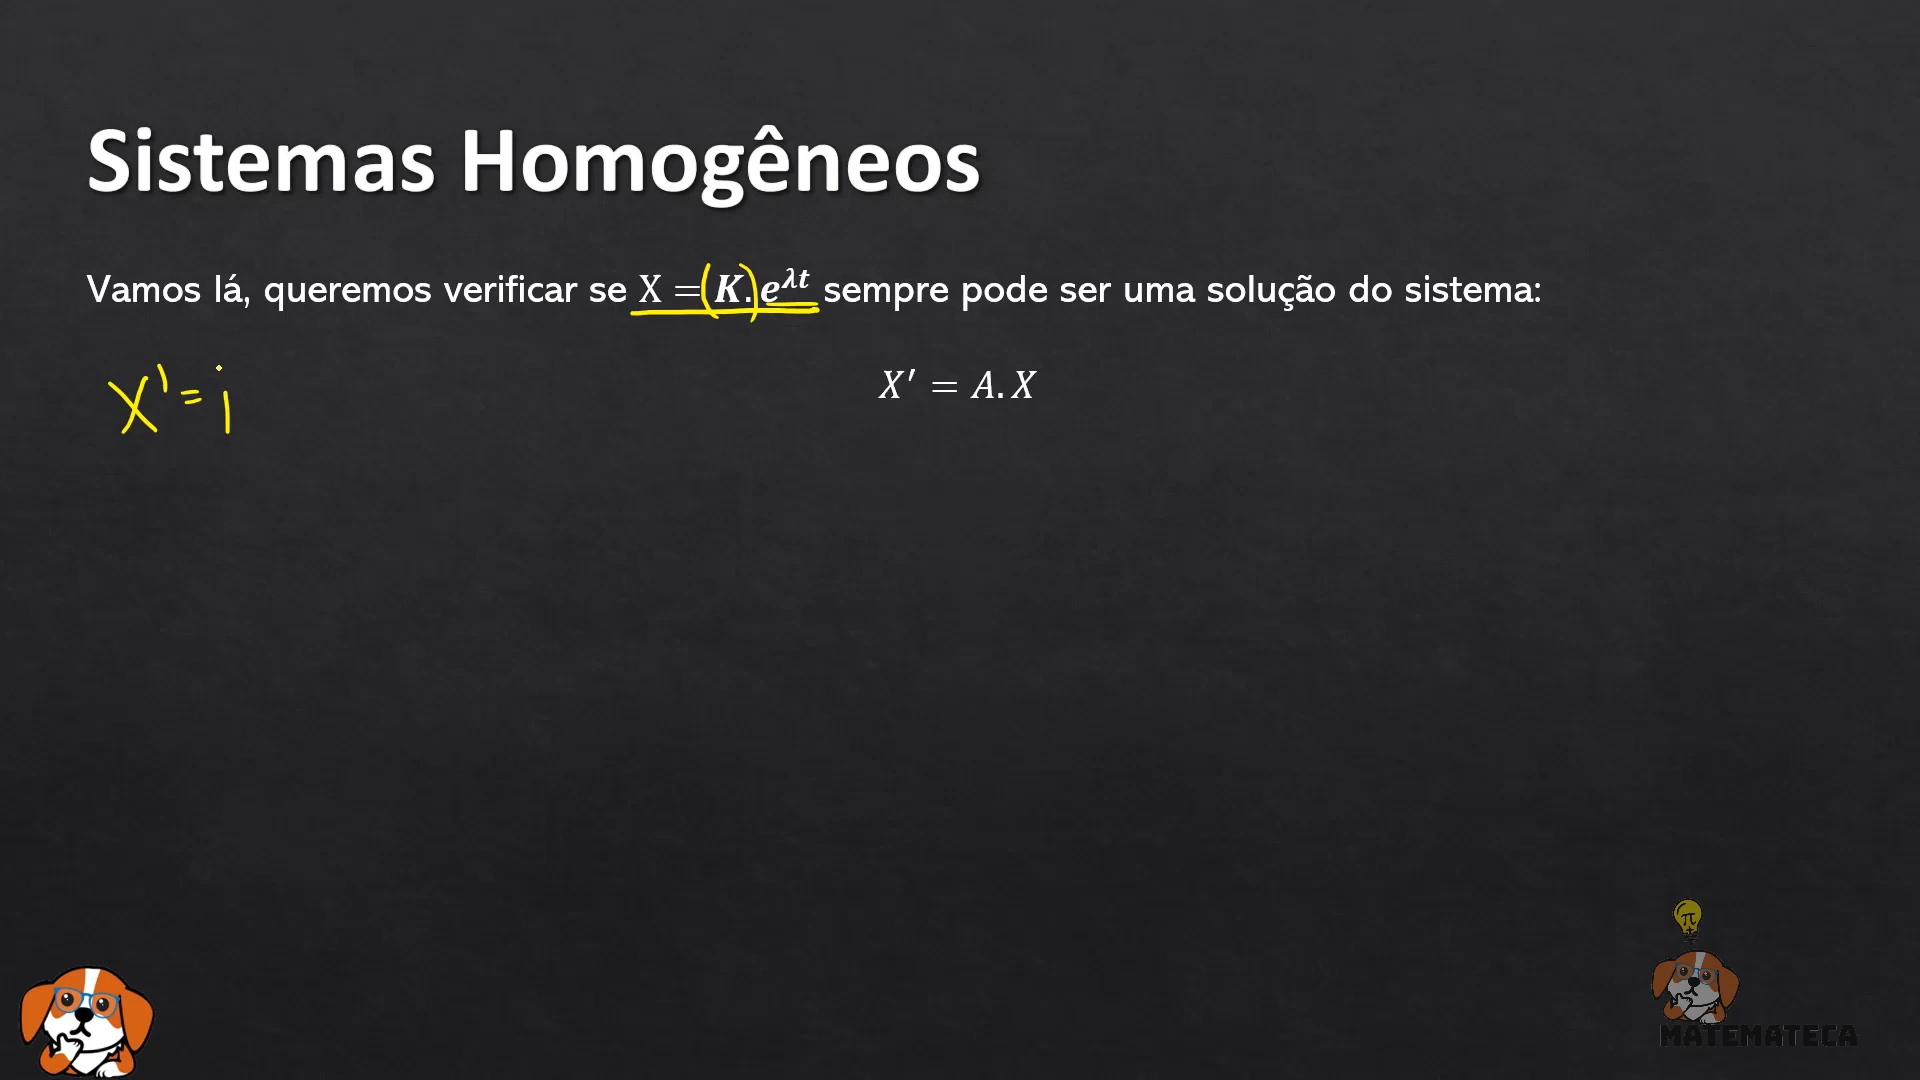 Sistemas Homogêneos
Vamos lá, queremos verificar se X = (K.) e^{λt} sempre pode ser uma solução do sistema:
X' = A.X
X' =
MATEMATECA